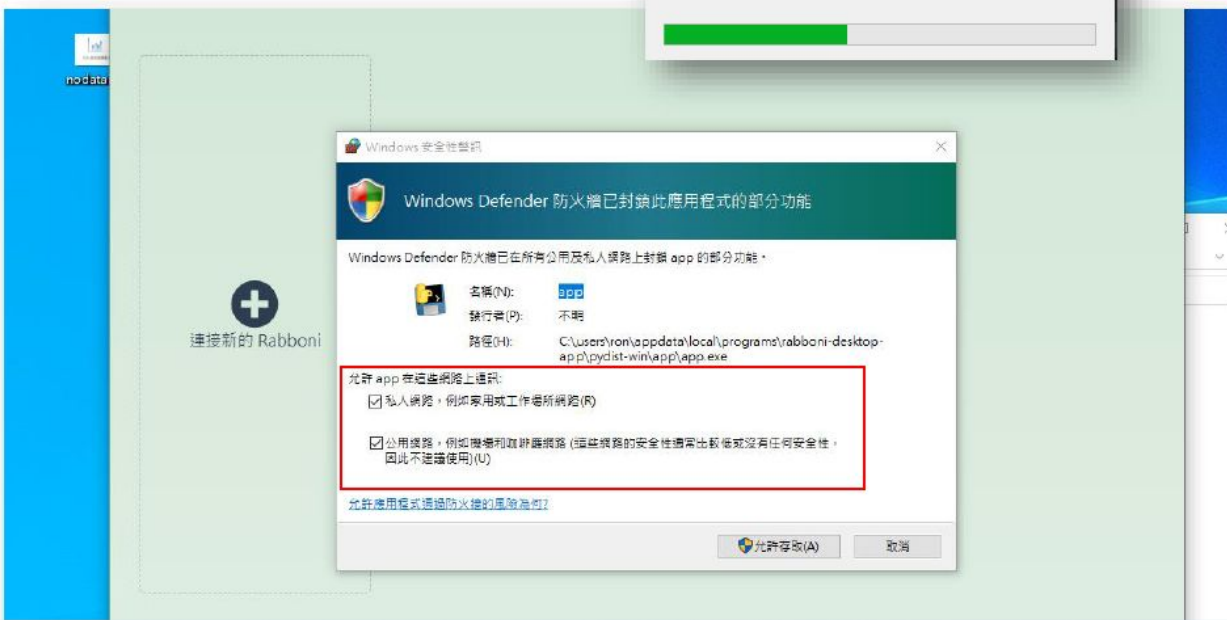 nodata
Windows 安全性警訊
Windows Defender 防火牆已封鎖此應用程式的部分功能
Windows Defender 防火牆已在所有公用及私人網路上封鎖 app 的部分功能。
名稱(N): app
發行者(P): 不明
路徑(H): C:\users\ron\appdata\local\programs\rabboni-desktop-
app\pydist-win\app\app.exe
連接新的 Rabboni
允許 app 在這些網路上通訊:
私人網路，例如家用或工作場所網路(R)
公用網路，例如機場和咖啡廳網路 (這些網路的安全性通常比較低或沒有任何安全性，
因此不建議使用)(U)
允許應用程式通過防火牆的風險為何?
允許存取(A) 取消